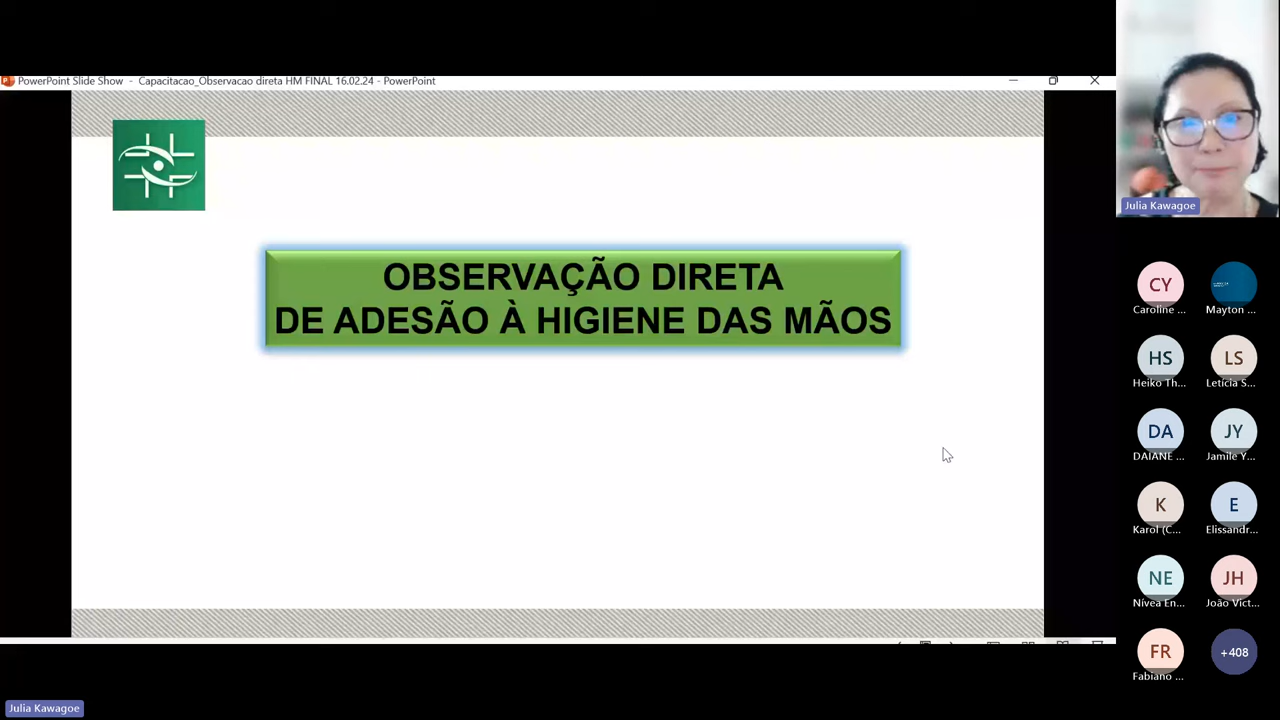 PowerPoint Slide Show - Capacitacao_Observacao direta HM FINAL 16.02.24 - PowerPoint
OBSERVAÇÃO DIRETA
DE ADESÃO À HIGIENE DAS MÃOS
Julia Kawagoe
CY
Caroline ...
Mayton ...
HS
Heiko Th...
LS
Letícia S...
DA
DAIANE ...
JY
Jamile Y...
K
Karol (C...
E
Elissandr...
NE
Nívea En...
JH
João Vict...
FR
Fabiano ...
+408
Julia Kawagoe